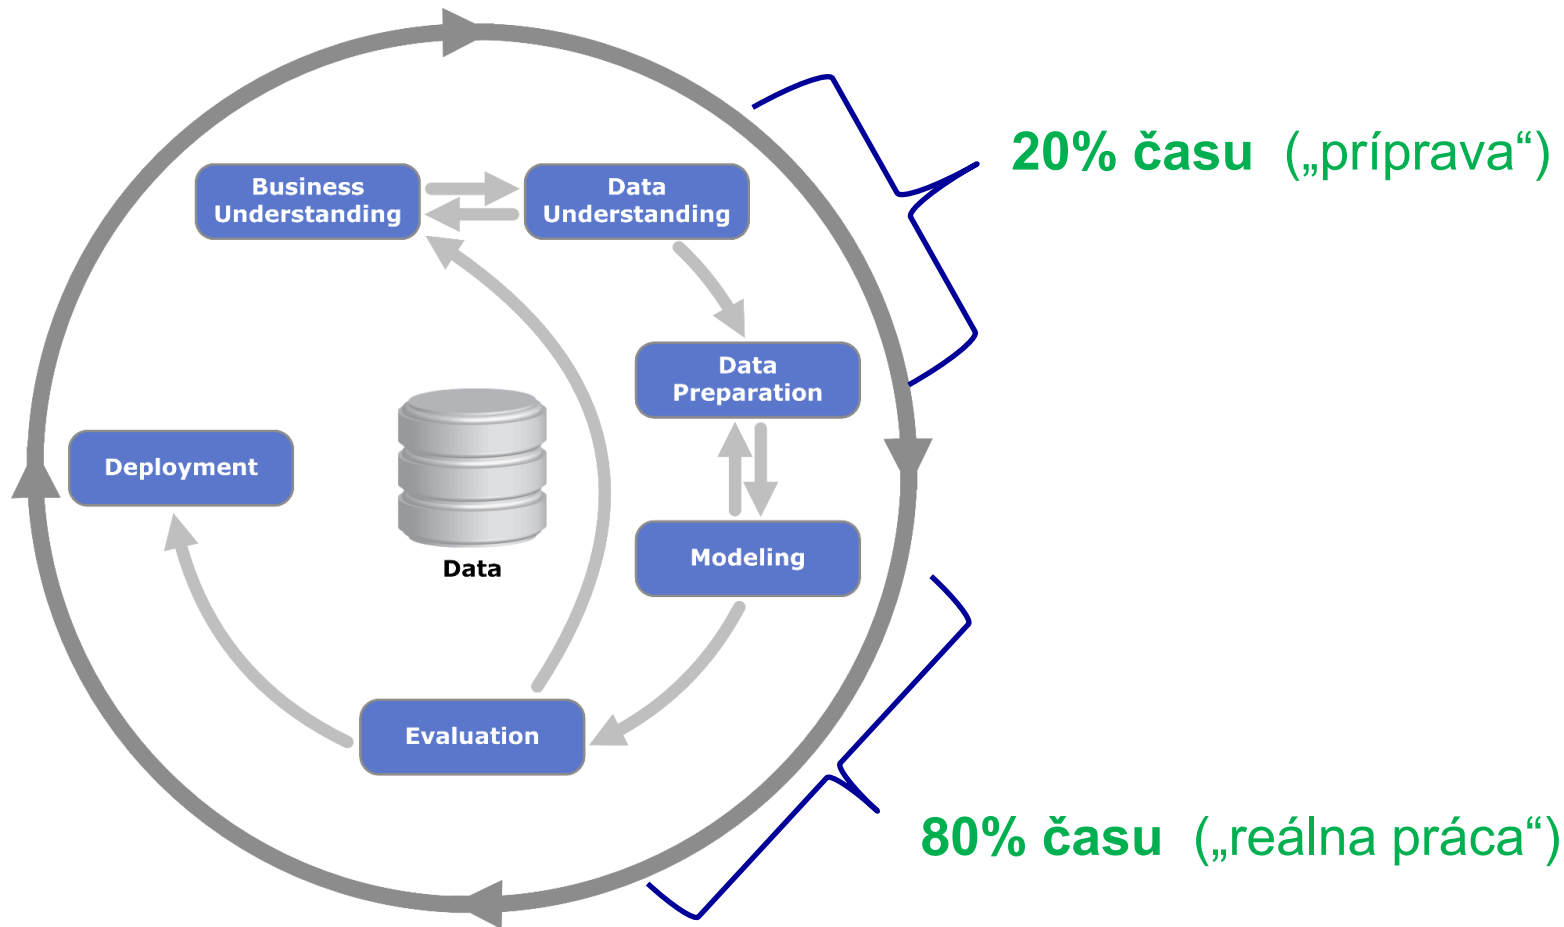 20% času („príprava“)
Business
Understanding
Data
Understanding
Data
Preparation
Deployment
Modeling
Data
Evaluation
80% času („reálna práca“)